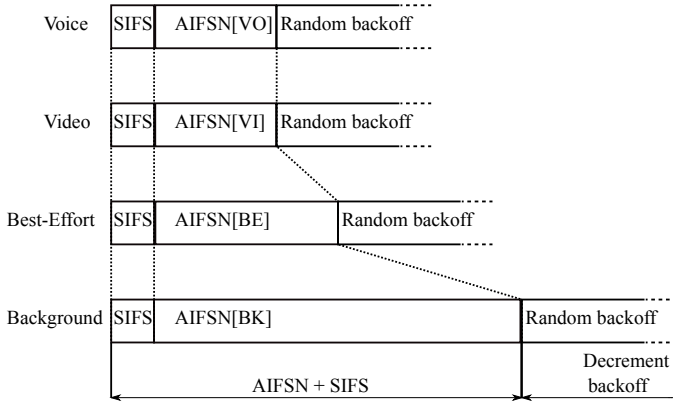 Voice SIFS AIFSN[VO] Random backoff
Video SIFS AIFSN[VI] Random backoff
Best-Effort SIFS AIFSN[BE] Random backoff
Background SIFS AIFSN[BK] Random backoff
AIFSN + SIFS
Decrement
backoff